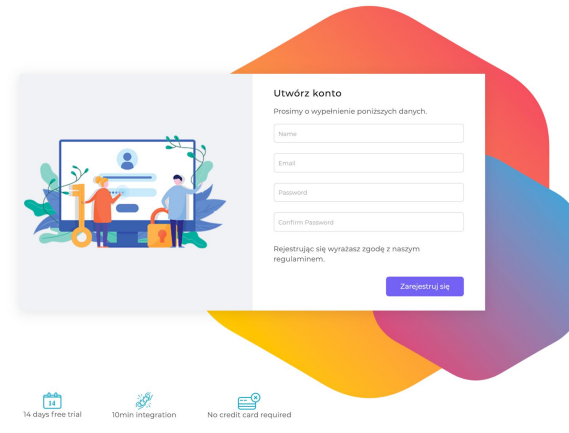 Utwórz konto
Prosimy o wypełnienie poniższych danych.
Name
Email
Password
Confirm Password
Rejestrując się wyrażasz zgodę z naszym
regulaminem.
Zarejestruj się
14
14 days free trial
10min integration
No credit card required